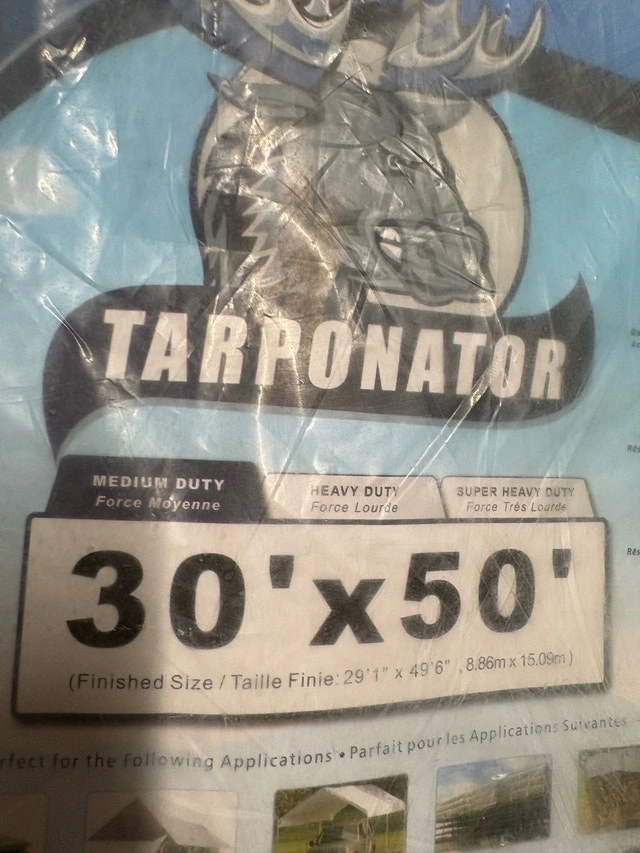 TARPONATOR
MEDIUM DUTY
Force Moyenne
HEAVY DUTY
Force Lourde
SUPER HEAVY DUTY
Force Très Lourde
30'x50'
(Finished Size / Taille Finie: 29'1" x 49'6" , 8.86m x 15.09m)
rfect for the Following Applications • Parfait pour les Applications Suivantes
Rés
Rés